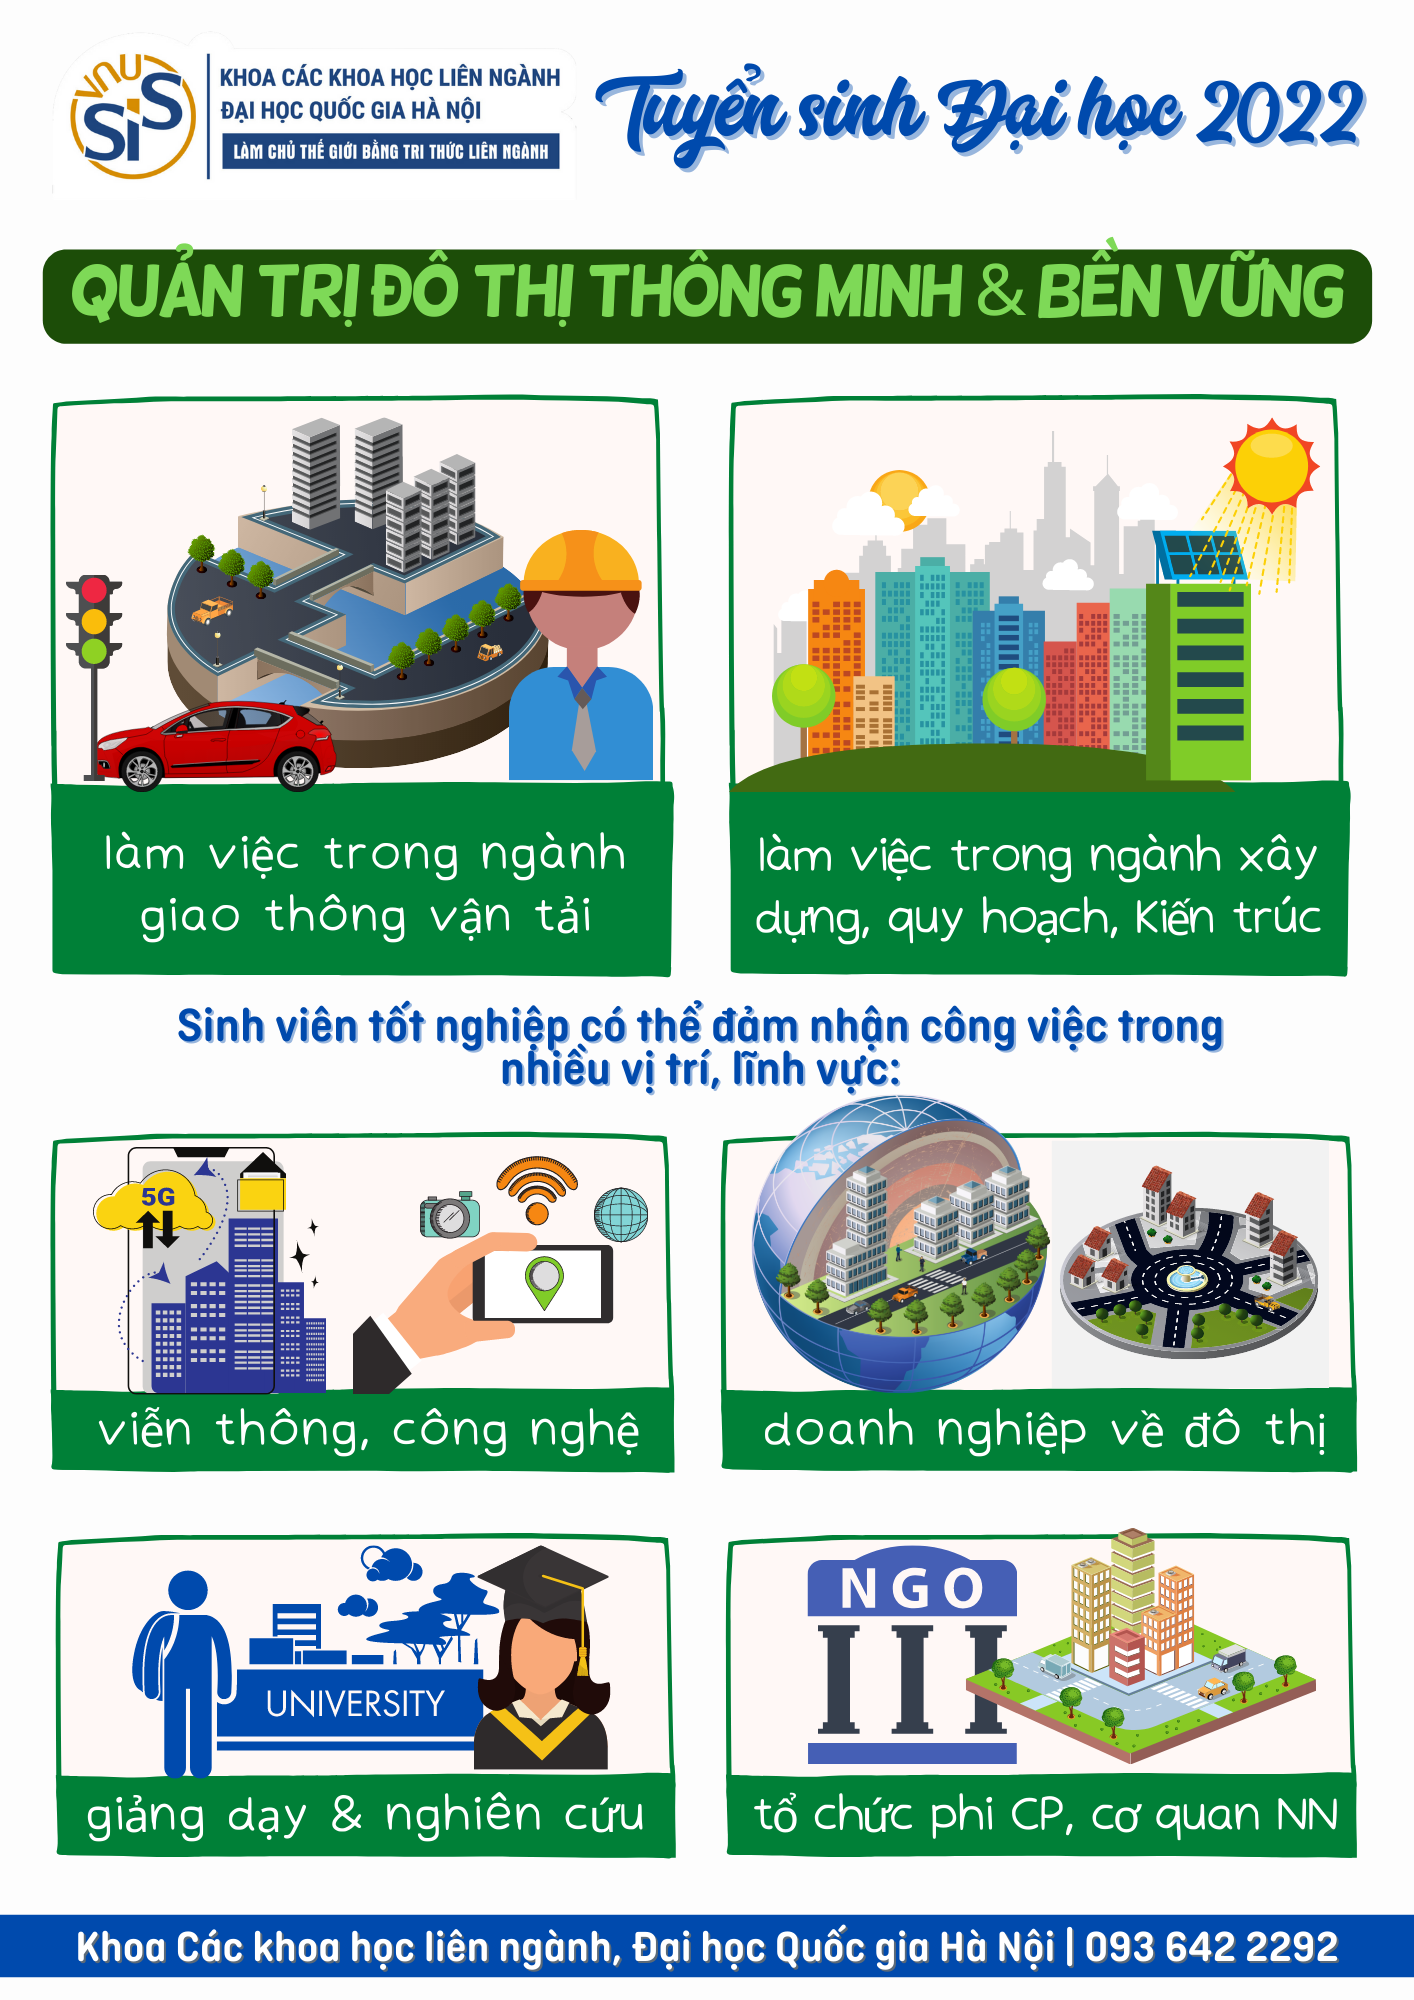 VNU
SIS
KHOA CÁC KHOA HỌC LIÊN NGÀNH
ĐẠI HỌC QUỐC GIA HÀ NỘI
LÀM CHỦ THẾ GIỚI BẰNG TRI THỨC LIÊN NGÀNH
Tuyển sinh Đại học 2022
QUẢN TRỊ ĐÔ THỊ THÔNG MINH & BỀN VỮNG
làm việc trong ngành
giao thông vận tải
làm việc trong ngành xây
dựng, quy hoạch, Kiến trúc
Sinh viên tốt nghiệp có thể đảm nhận công việc trong
nhiều vị trí, lĩnh vực:
5G
viễn thông, công nghệ
doanh nghiệp về đô thị
UNIVERSITY
giảng dạy & nghiên cứu
NGO
tổ chức phi CP, cơ quan NN
Khoa Các khoa học liên ngành, Đại học Quốc gia Hà Nội | 093 642 2292